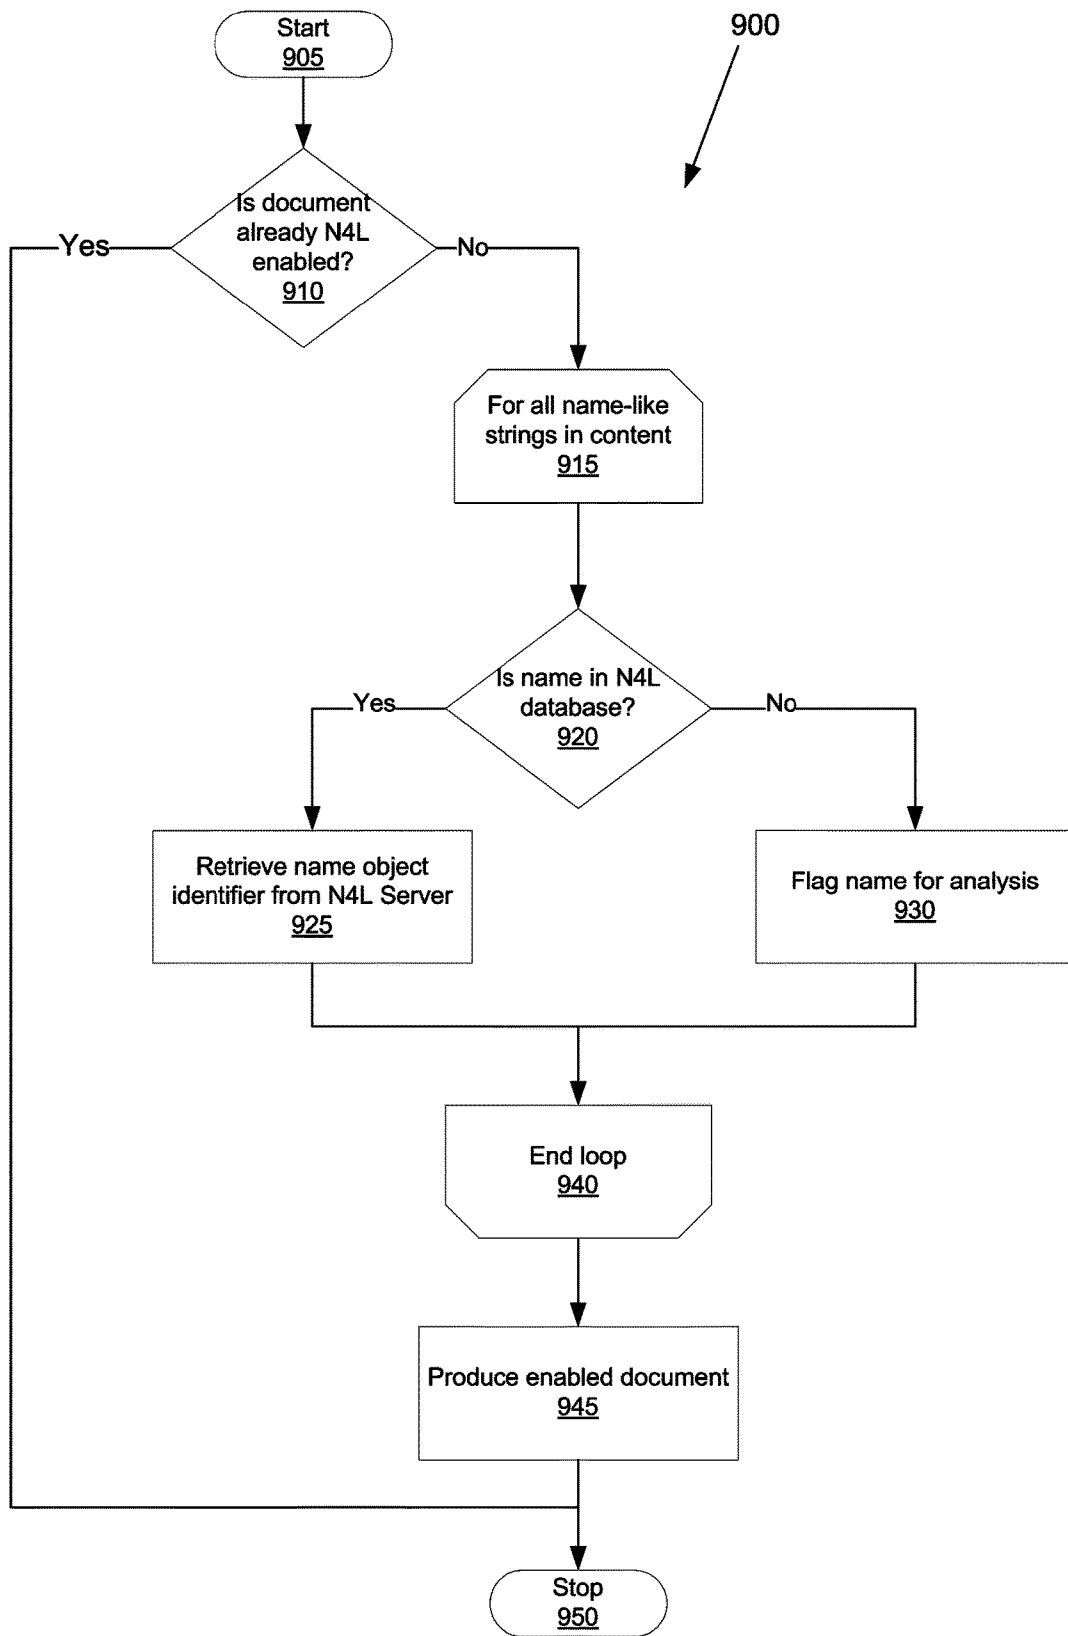 Start
905
900
Is document
already N4L
enabled?
910
Yes
No
For all name-like
strings in content
915
Is name in N4L
database?
920
Yes
No
Retrieve name object
identifier from N4L Server
925
Flag name for analysis
930
End loop
940
Produce enabled document
945
Stop
950